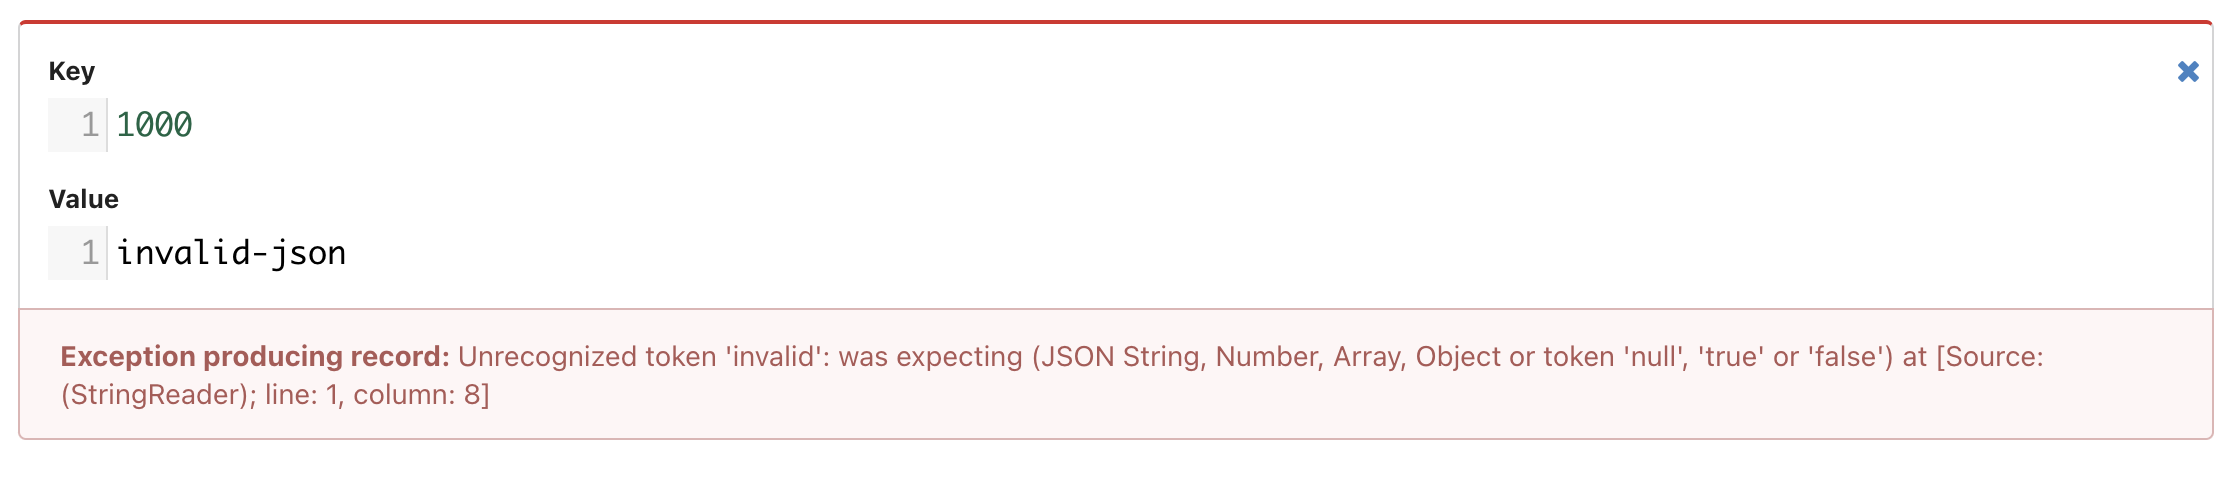 Key
1 1000
Value
1 invalid-json
Exception producing record: Unrecognized token 'invalid': was expecting (JSON String, Number, Array, Object or token 'null', 'true' or 'false') at [Source:
(StringReader); line: 1, column: 8]